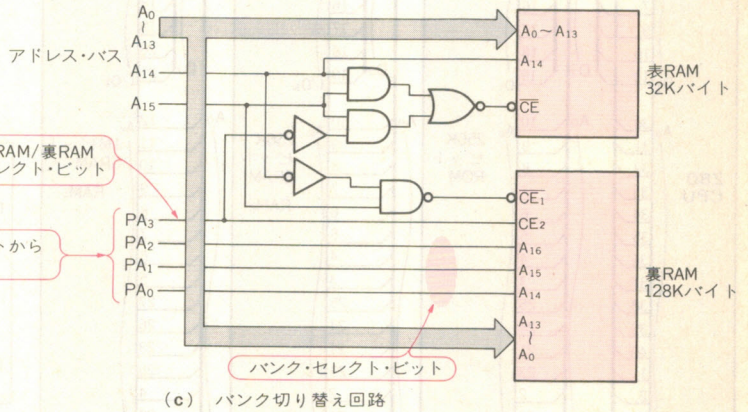 A0
~
A13
アドレス・バス
A14
A15
RAM/裏RAM
レクト・ビット
PA3
PA2
PA1
PA0
から
A0~A13
A14
CE
表RAM
32Kバイト
CE1
CE2
A16
A15
A14
A13
~
A0
裏RAM
128Kバイト
バンク・セレクト・ビット
(c) バンク切り替え回路